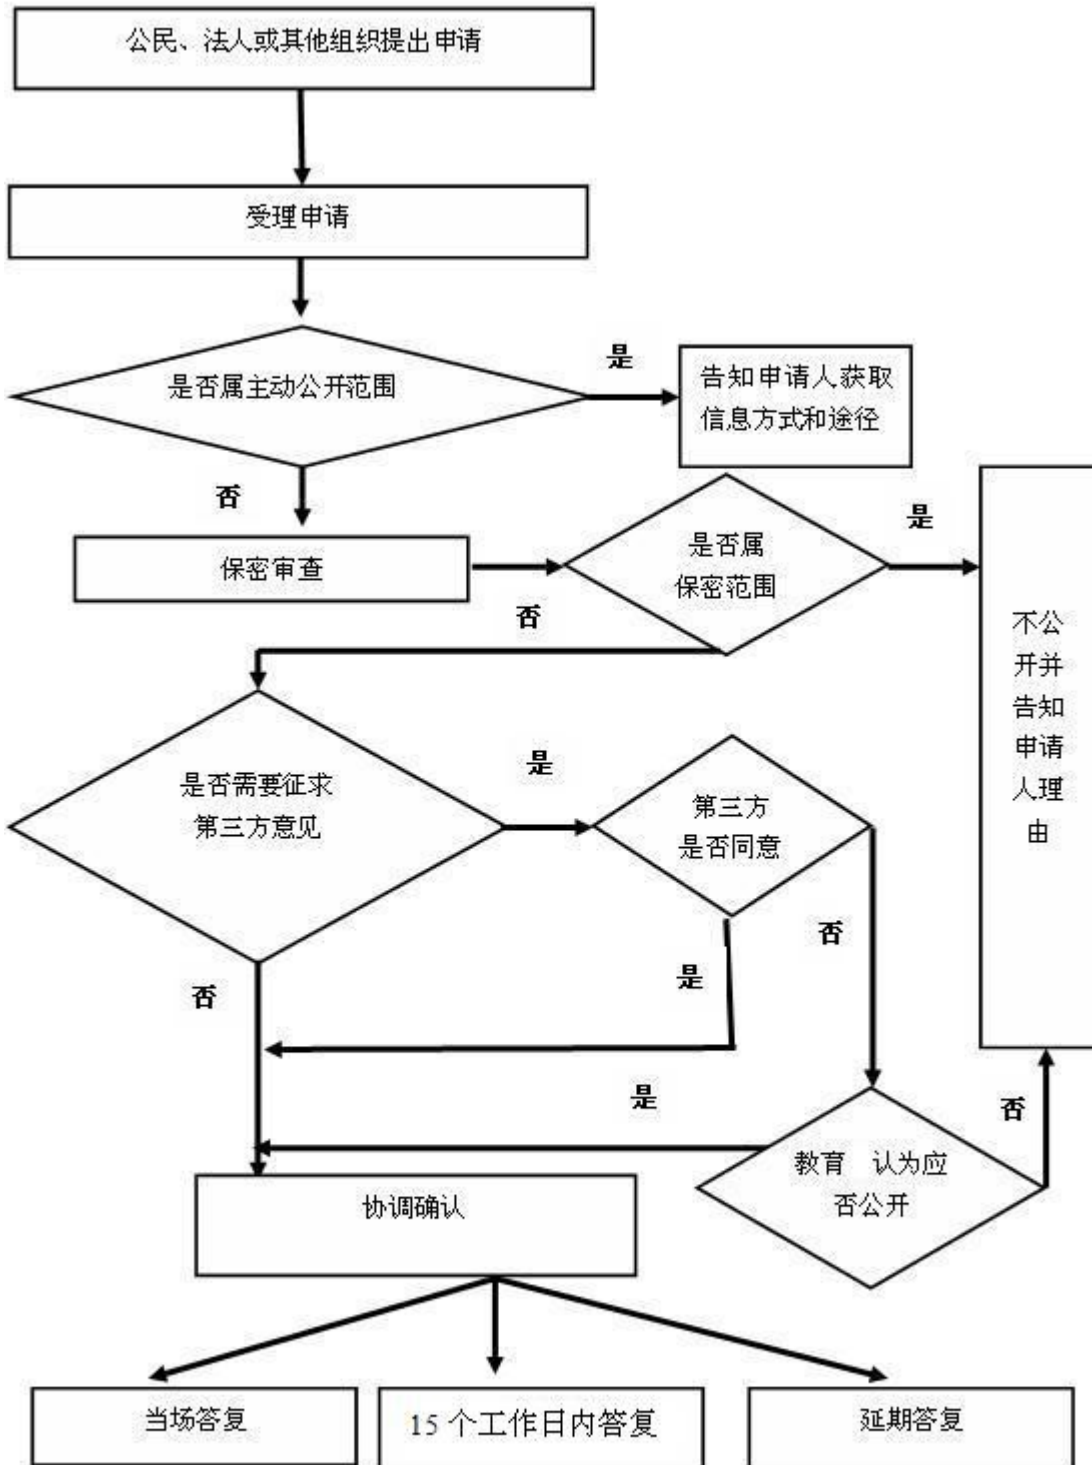 公民、法人或其他组织提出申请
受理申请
是否属主动公开范围
是
告知申请人获取
信息方式和途径
否
保密审查
是否属
保密范围
是
不公
开并
告知
申请
人理
由
否
是否需要征求
第三方意见
是
第三方
是否同意
否
是
否
是
教育 认为应
否公开
否
协调确认
当场答复
15 个工作日内答复
延期答复